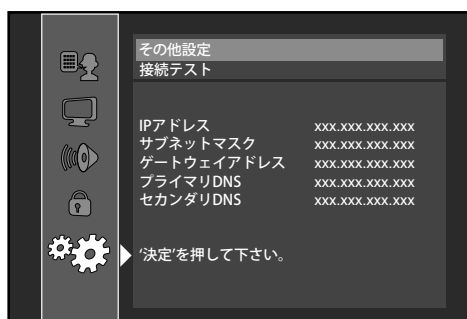 その他設定
接続テスト
IPアドレス xxx.xxx.xxx.xxx
サブネットマスク xxx.xxx.xxx.xxx
ゲートウェイアドレス xxx.xxx.xxx.xxx
プライマリDNS xxx.xxx.xxx.xxx
セカンダリDNS xxx.xxx.xxx.xxx
‘決定’を押して下さい。